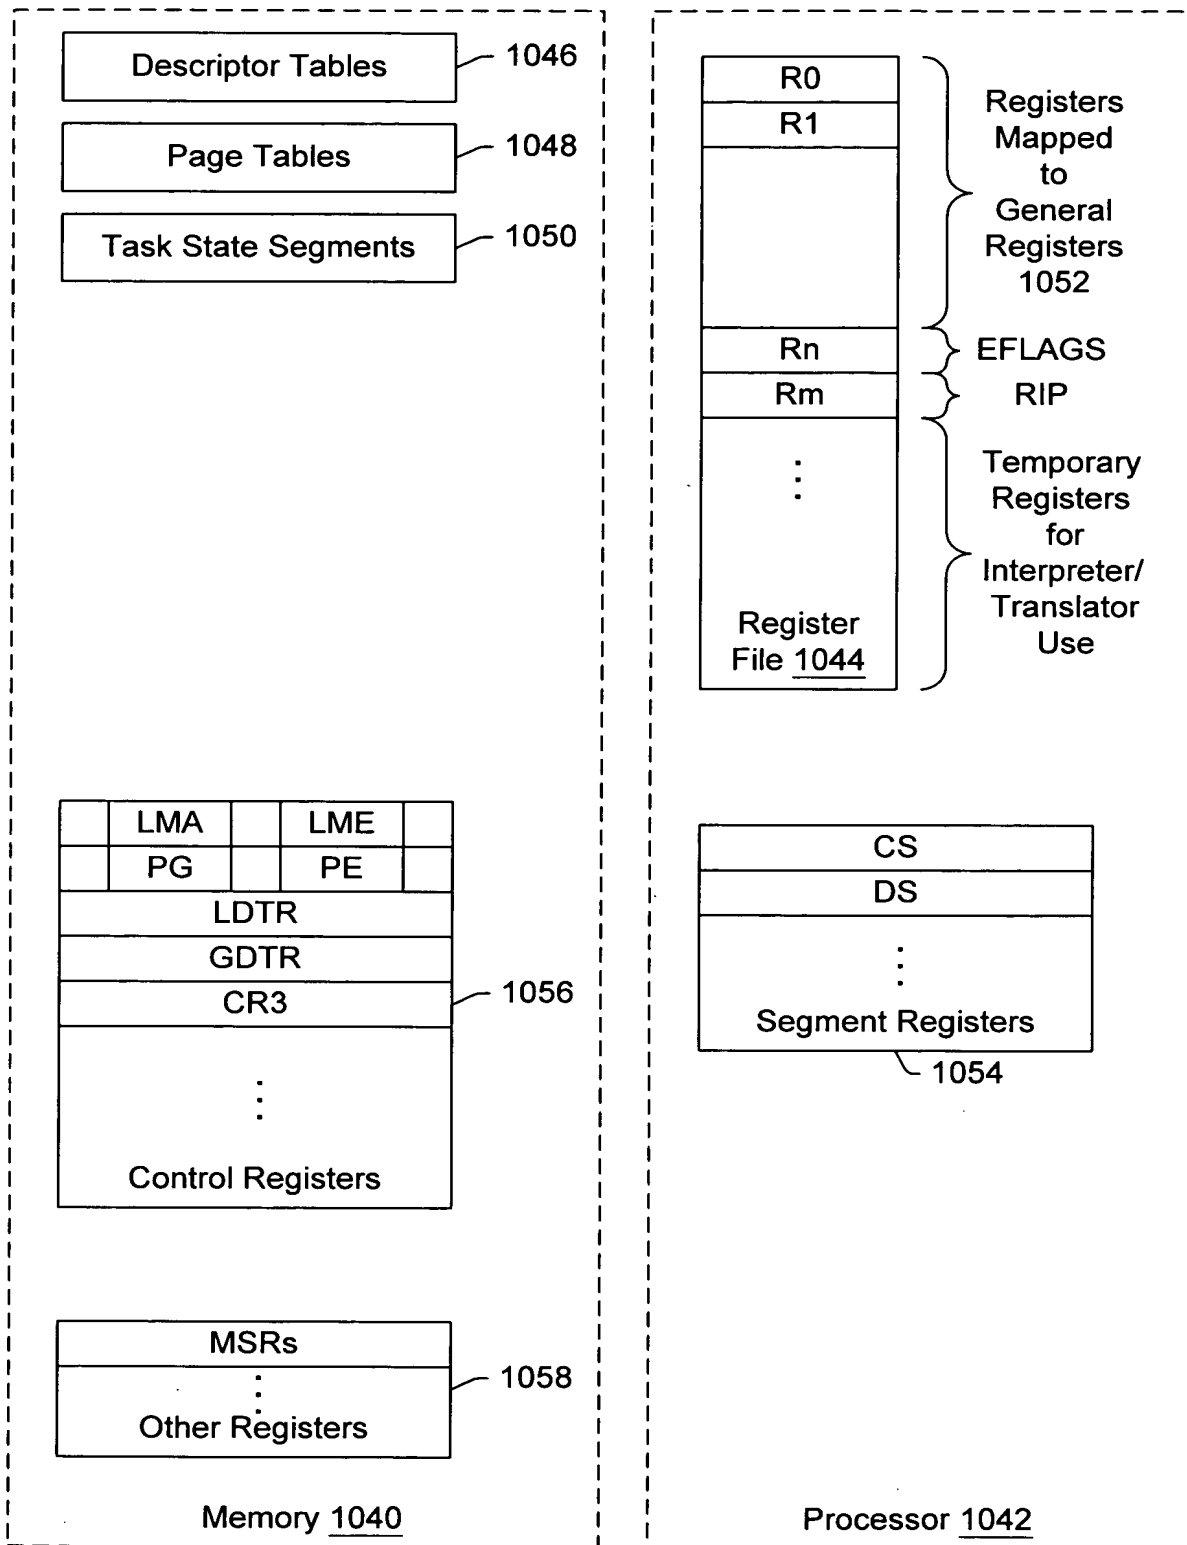 Descriptor Tables
1046
Page Tables
1048
Task State Segments
1050
LMA
LME
PG
PE
LDTR
GDTR
CR3
1056
Control Registers
MSRs
1058
Other Registers
Memory 1040
R0
R1
Registers
Mapped
to
General
Registers
1052
Rn
EFLAGS
Rm
RIP
Temporary
Registers
for
Interpreter/
Translator
Use
Register
File 1044
CS
DS
Segment Registers
1054
Processor 1042